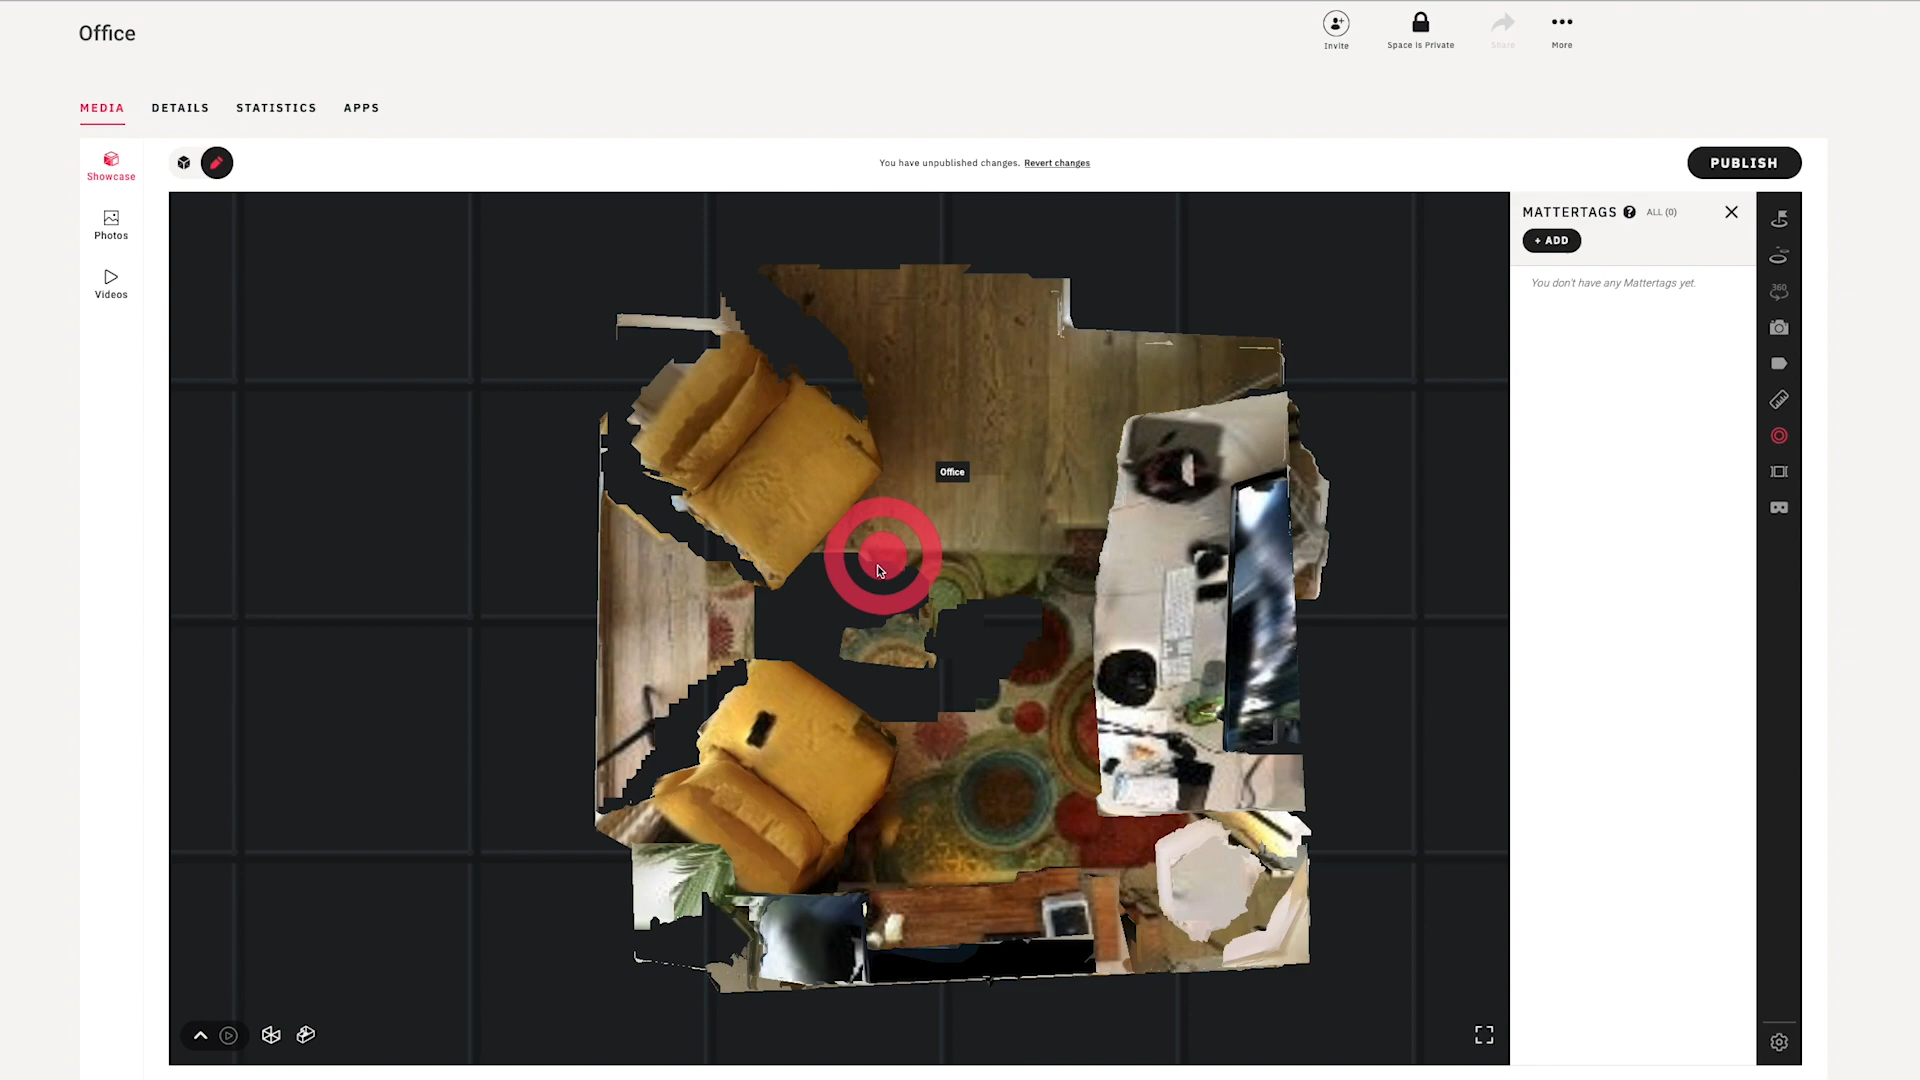 Office
Invite
Space Is Private
Share
More
MEDIA
DETAILS
STATISTICS
APPS
Showcase
Photos
Videos
You have unpublished changes. Revert changes
PUBLISH
MATTERTAGS ? ALL (0)
+ ADD
You don't have any Mattertags yet.
360
Office